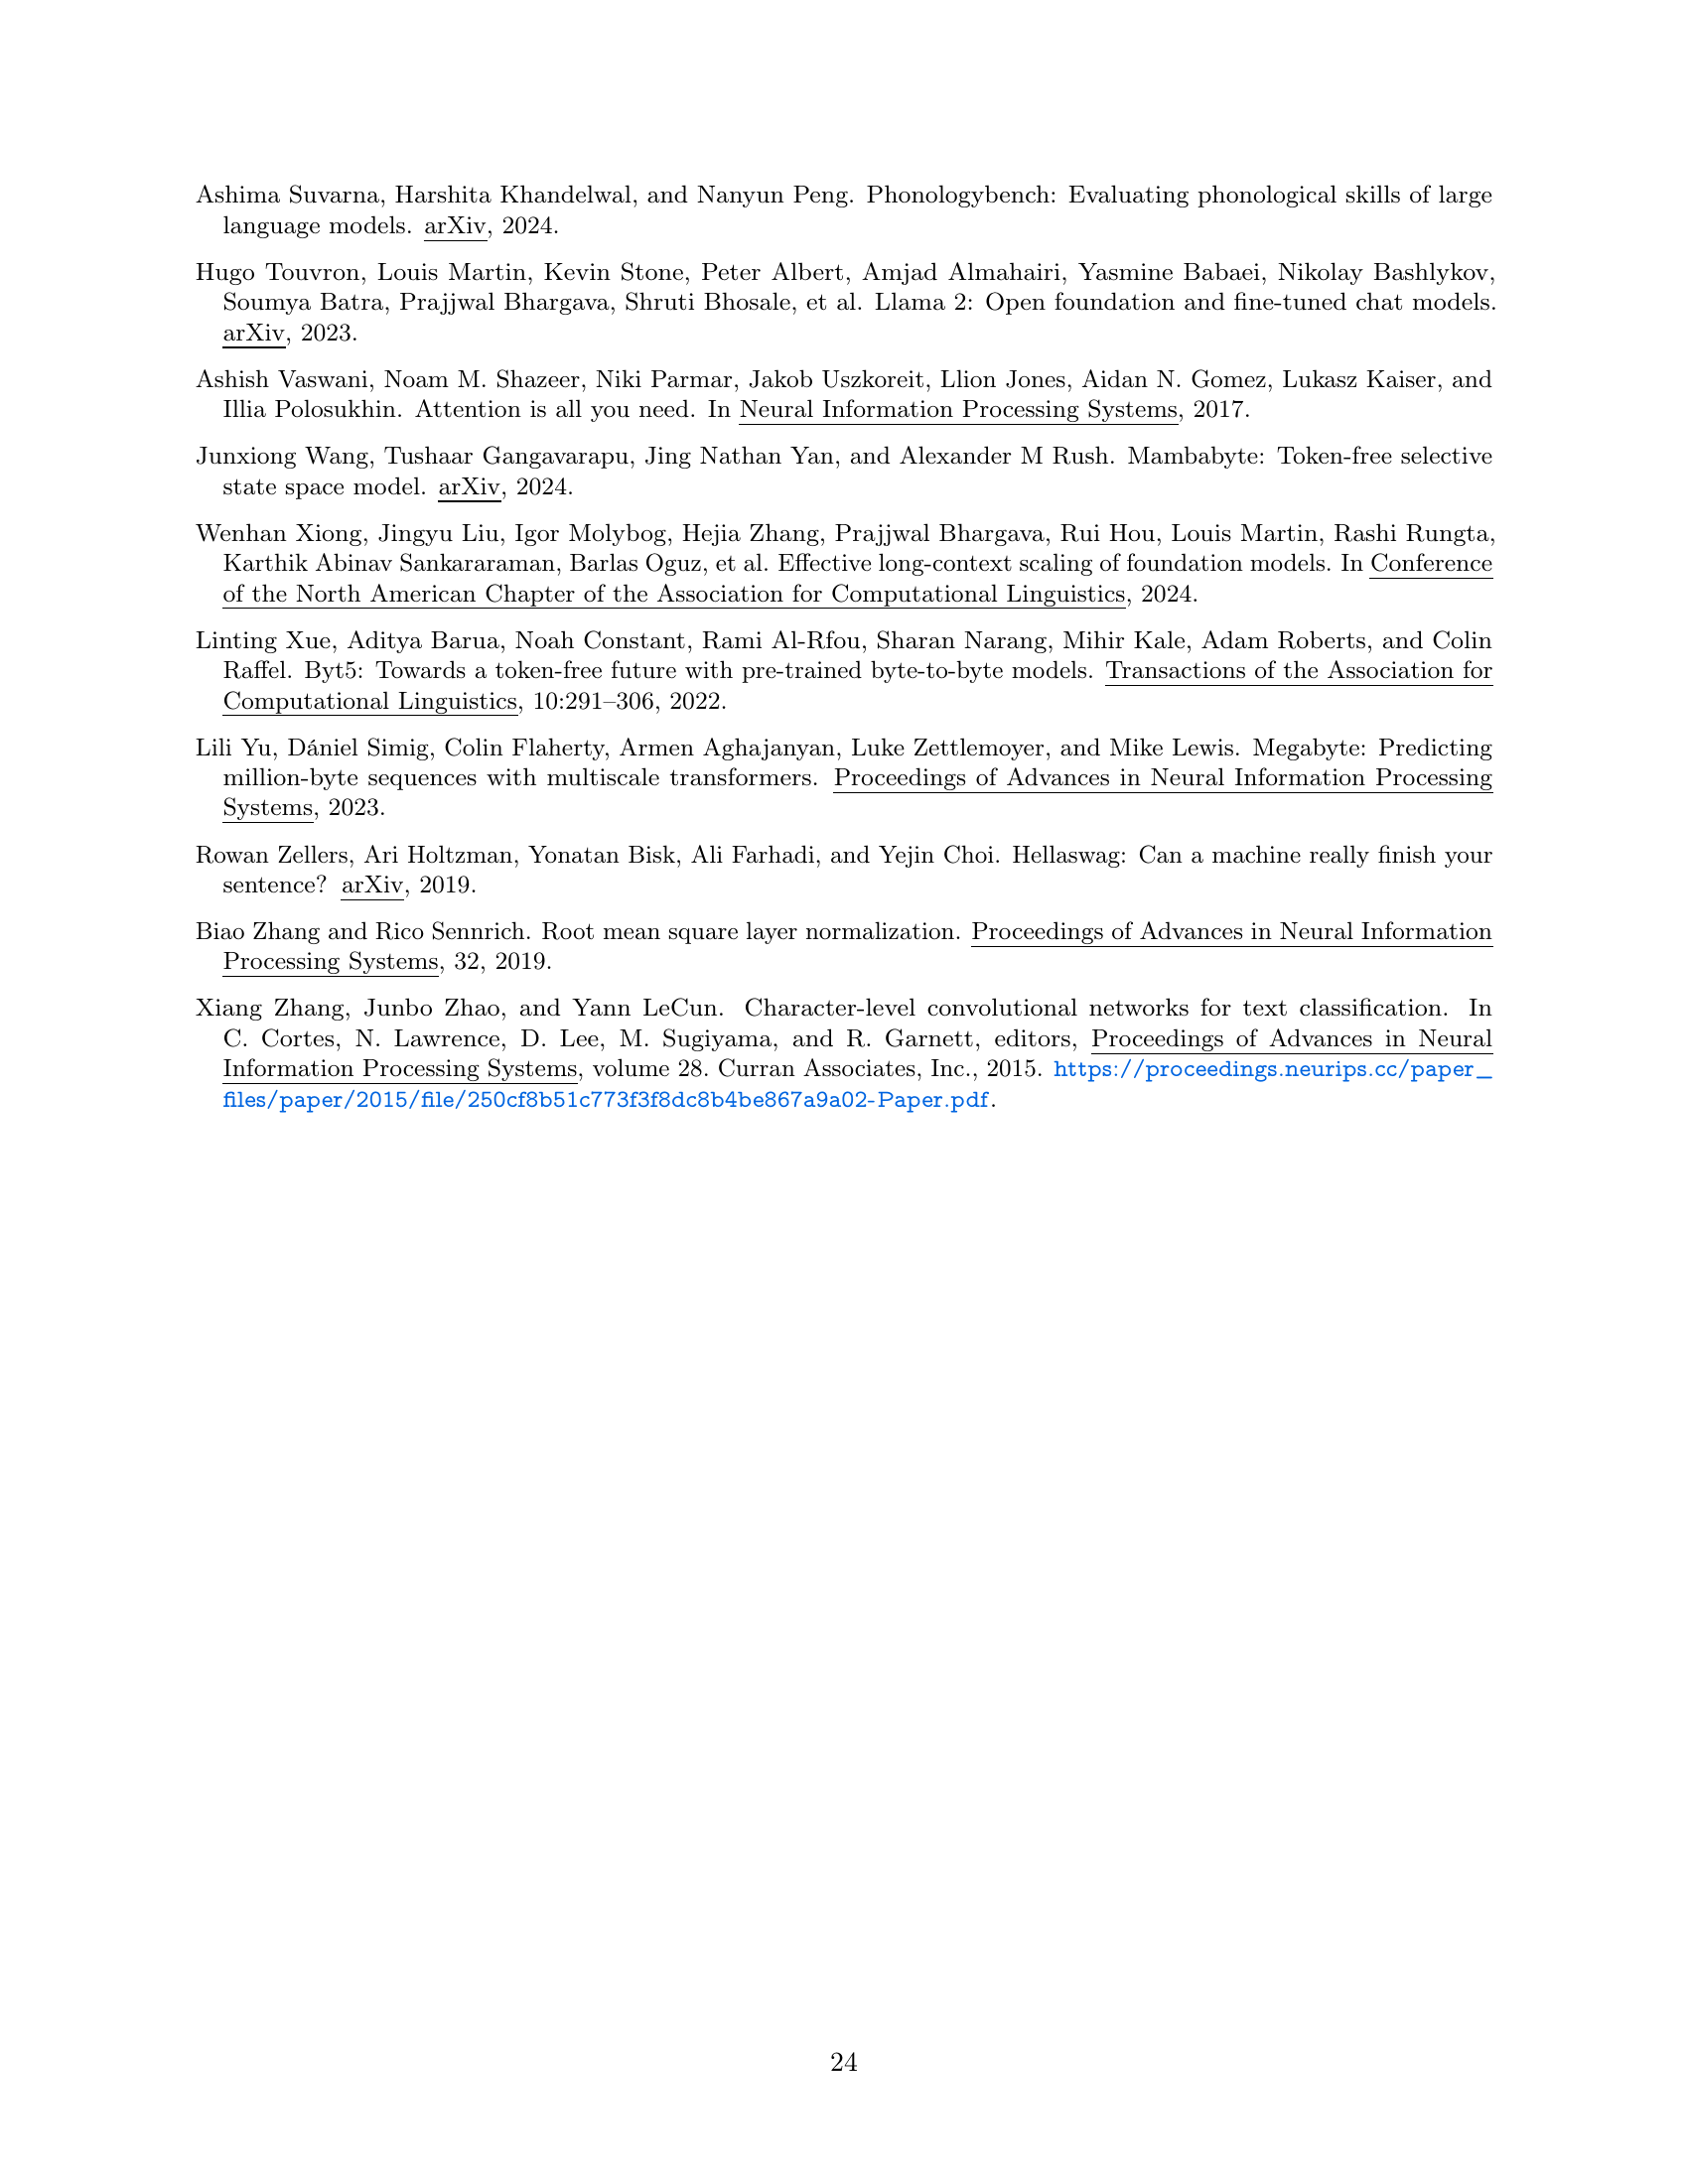 Ashima Suvarna, Harshita Khandelwal, and Nanyun Peng. Phonologybench: Evaluating phonological skills of large
language models. arXiv, 2024.
Hugo Touvron, Louis Martin, Kevin Stone, Peter Albert, Amjad Almahairi, Yasmine Babaei, Nikolay Bashlykov,
Soumya Batra, Prajjwal Bhargava, Shruti Bhosale, et al. Llama 2: Open foundation and fine-tuned chat models.
arXiv, 2023.
Ashish Vaswani, Noam M. Shazeer, Niki Parmar, Jakob Uszkoreit, Llion Jones, Aidan N. Gomez, Lukasz Kaiser, and
Illia Polosukhin. Attention is all you need. In Neural Information Processing Systems, 2017.
Junxiong Wang, Tushaar Gangavarapu, Jing Nathan Yan, and Alexander M Rush. Mambabyte: Token-free selective
state space model. arXiv, 2024.
Wenhan Xiong, Jingyu Liu, Igor Molybog, Hejia Zhang, Prajjwal Bhargava, Rui Hou, Louis Martin, Rashi Rungta,
Karthik Abinav Sankararaman, Barlas Oguz, et al. Effective long-context scaling of foundation models. In Conference
of the North American Chapter of the Association for Computational Linguistics, 2024.
Linting Xue, Aditya Barua, Noah Constant, Rami Al-Rfou, Sharan Narang, Mihir Kale, Adam Roberts, and Colin
Raffel. Byt5: Towards a token-free future with pre-trained byte-to-byte models. Transactions of the Association for
Computational Linguistics, 10:291–306, 2022.
Lili Yu, Dániel Simig, Colin Flaherty, Armen Aghajanyan, Luke Zettlemoyer, and Mike Lewis. Megabyte: Predicting
million-byte sequences with multiscale transformers. Proceedings of Advances in Neural Information Processing
Systems, 2023.
Rowan Zellers, Ari Holtzman, Yonatan Bisk, Ali Farhadi, and Yejin Choi. Hellaswag: Can a machine really finish your
sentence? arXiv, 2019.
Biao Zhang and Rico Sennrich. Root mean square layer normalization. Proceedings of Advances in Neural Information
Processing Systems, 32, 2019.
Xiang Zhang, Junbo Zhao, and Yann LeCun. Character-level convolutional networks for text classification. In
C. Cortes, N. Lawrence, D. Lee, M. Sugiyama, and R. Garnett, editors, Proceedings of Advances in Neural
Information Processing Systems, volume 28. Curran Associates, Inc., 2015. https://proceedings.neurips.cc/paper_
files/paper/2015/file/250cf8b51c773f3f8dc8b4be867a9a02-Paper.pdf.
24